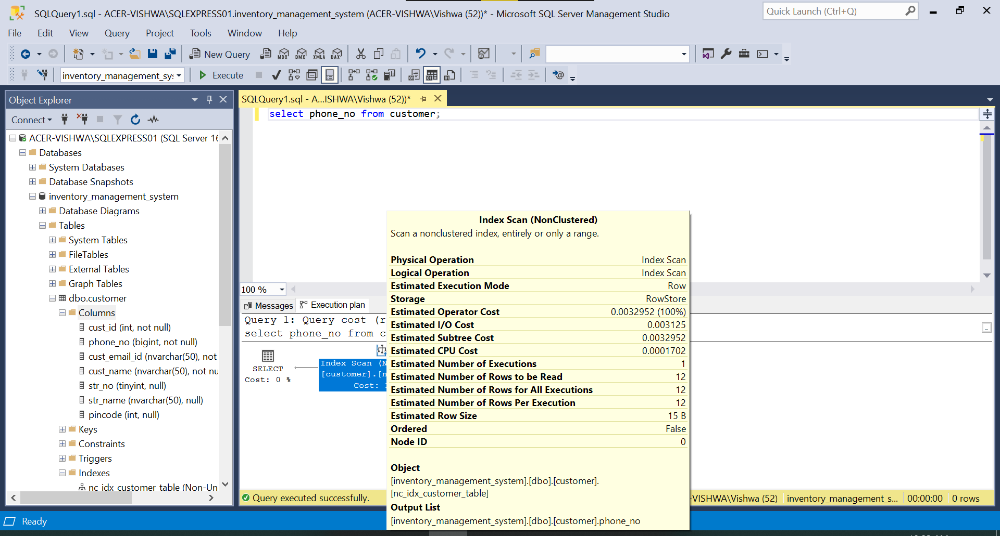 SQLQuery1.sql - ACER-VISHWA\SQLEXPRESS01.inventory_management_system (ACER-VISHWA\Vishwa (52))* - Microsoft SQL Server Management Studio
Quick Launch (Ctrl+Q)
File Edit View Query Project Tools Window Help
New Query
MDX DMX XMLA DAX
inventory_management_sys
Execute
Object Explorer
Connect
ACER-VISHWA\SQLEXPRESS01 (SQL Server 16
Databases
System Databases
Database Snapshots
inventory_management_system
Database Diagrams
Tables
System Tables
FileTables
External Tables
Graph Tables
dbo.customer
Columns
cust_id (int, not null)
phone_no (bigint, not null)
cust_email_id (nvarchar(50), not
cust_name (nvarchar(50), not nu
str_no (tinyint, null)
str_name (nvarchar(50), null)
pincode (int, null)
Keys
Constraints
Triggers
Indexes
nc_idx_customer_table (Non-Un
SQLQuery1.sql - A...ISHWA\Vishwa (52))*
select phone_no from customer;
100 %
Messages
Execution plan
Query 1: Query cost (r
select phone_no from c
SELECT
Cost: 0 %
Index Scan (N
[customer].[n
Cost:
Index Scan (NonClustered)
Scan a nonclustered index, entirely or only a range.
Physical Operation Index Scan
Logical Operation Index Scan
Estimated Execution Mode Row
Storage RowStore
Estimated Operator Cost 0.0032952 (100%)
Estimated I/O Cost 0.003125
Estimated Subtree Cost 0.0032952
Estimated CPU Cost 0.0001702
Estimated Number of Executions 1
Estimated Number of Rows to be Read 12
Estimated Number of Rows for All Executions 12
Estimated Number of Rows Per Execution 12
Estimated Row Size 15 B
Ordered False
Node ID 0
Object
[inventory_management_system].[dbo].[customer].
[nc_idx_customer_table]
Output List
[inventory_management_system].[dbo].[customer].phone_no
Query executed successfully.
-VISHWA\Vishwa (52)
inventory_management_s...
00:00:00
0 rows
Ready